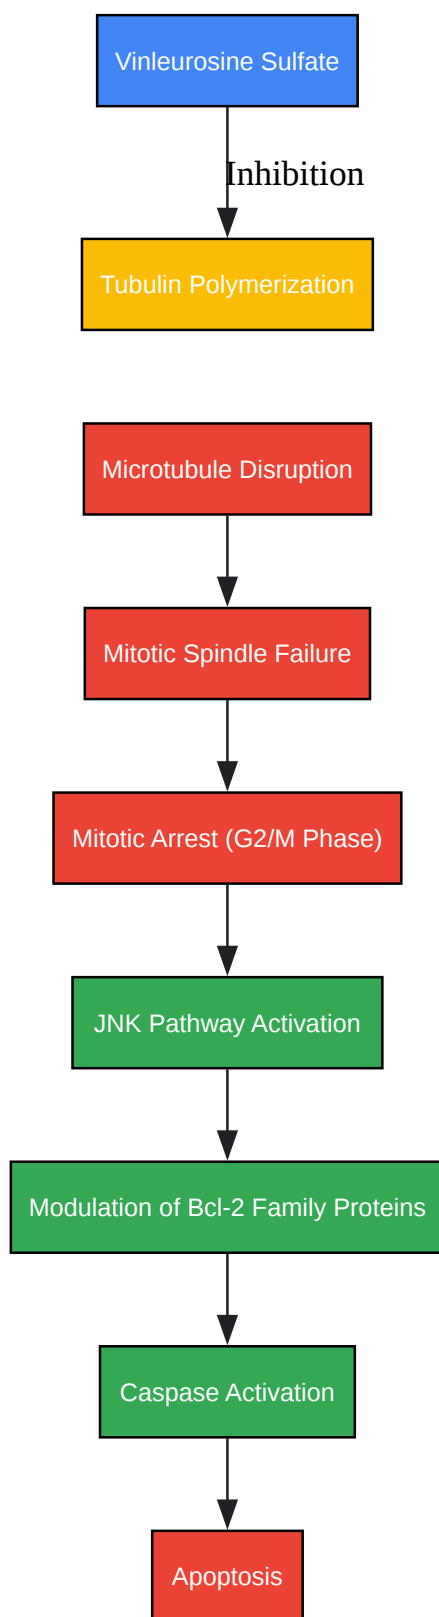 Vinleurosine Sulfate
Inhibition
Tubulin Polymerization
Microtubule Disruption
Mitotic Spindle Failure
Mitotic Arrest (G2/M Phase)
JNK Pathway Activation
Modulation of Bcl-2 Family Proteins
Caspase Activation
Apoptosis